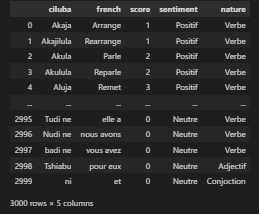 ciluba french score sentiment nature
0 Akaja Arrange 1 Positif Verbe
1 Akajilula Rearrange 1 Positif Verbe
2 Akula Parle 2 Positif Verbe
3 Akulula Reparle 2 Positif Verbe
4 Aluja Remet 3 Positif Verbe
... ... ... ... ... ...
2995 Tudi ne elle a 0 Neutre Verbe
2996 Nudi ne nous avons 0 Neutre Verbe
2997 badi ne vous avez 0 Neutre Verbe
2998 Tshiabu pour eux 0 Neutre Adjectif
2999 ni et 0 Neutre Conjoction
3000 rows × 5 columns